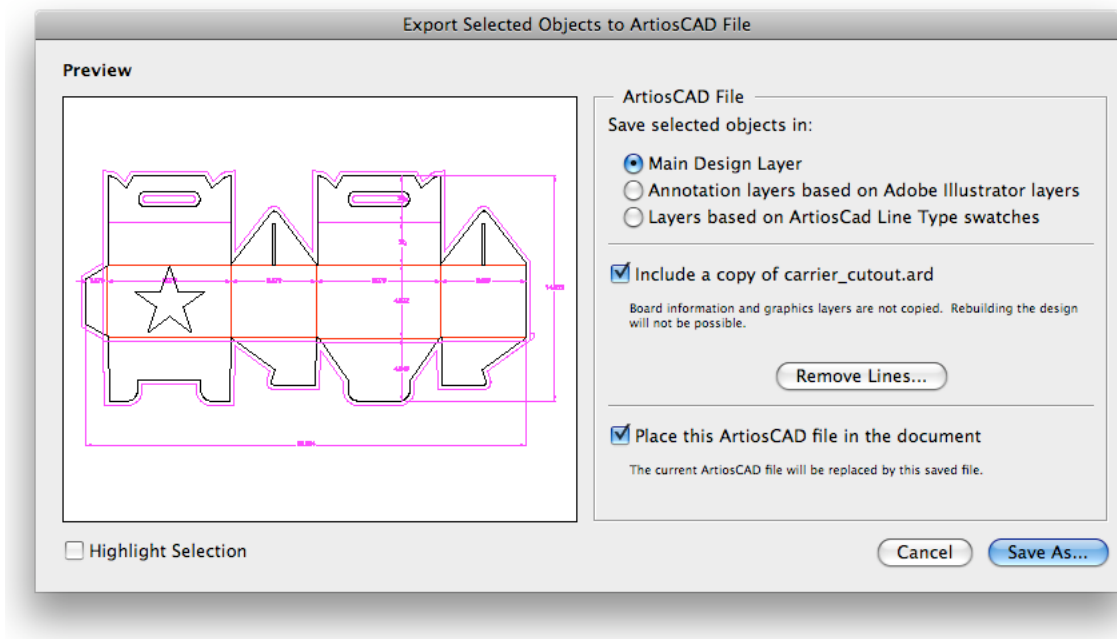 Export Selected Objects to ArtiosCAD File
Preview
ArtiosCAD File
Save selected objects in:
Main Design Layer
Annotation layers based on Adobe Illustrator layers
Layers based on ArtiosCad Line Type swatches
Include a copy of carrier_cutout.ard
Board information and graphics layers are not copied. Rebuilding the design
will not be possible.
Remove Lines...
Place this ArtiosCAD file in the document
The current ArtiosCAD file will be replaced by this saved file.
Highlight Selection
Cancel
Save As...